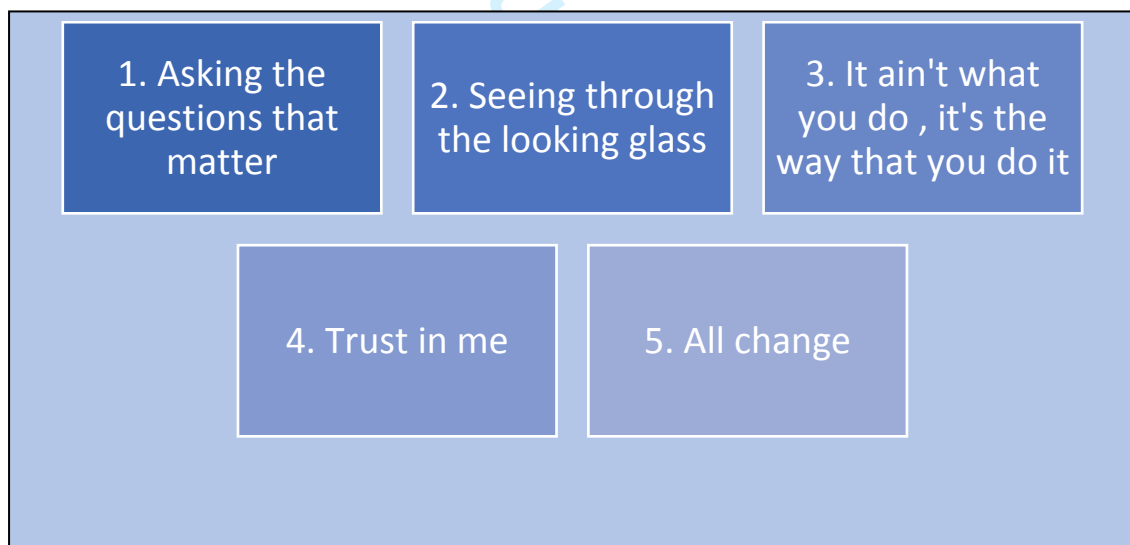 1. Asking the
questions that
matter
2. Seeing through
the looking glass
3. It ain't what
you do , it's the
way that you do it
4. Trust in me
5. All change